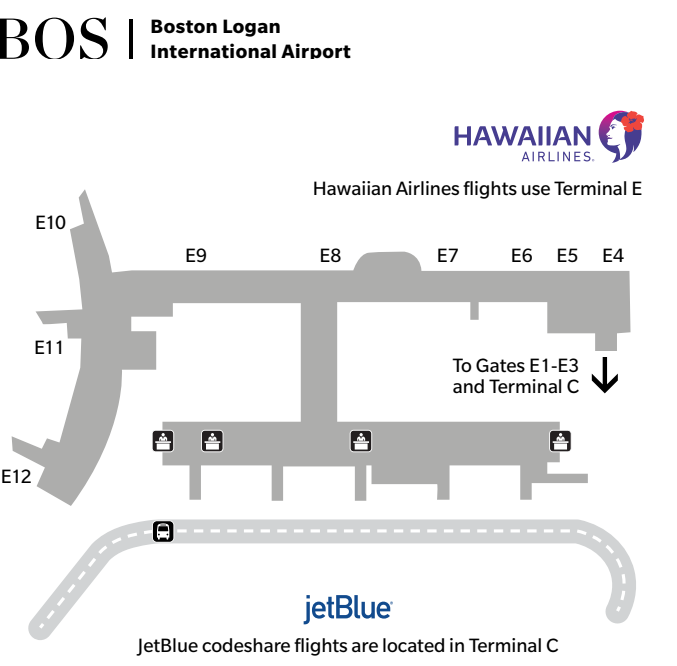 BOS | Boston Logan
International Airport
HAWAIIAN
AIRLINES.
Hawaiian Airlines flights use Terminal E
E10
E9 E8 E7 E6 E5 E4
E11
To Gates E1-E3
and Terminal C
E12
jetBlue
JetBlue codeshare flights are located in Terminal C